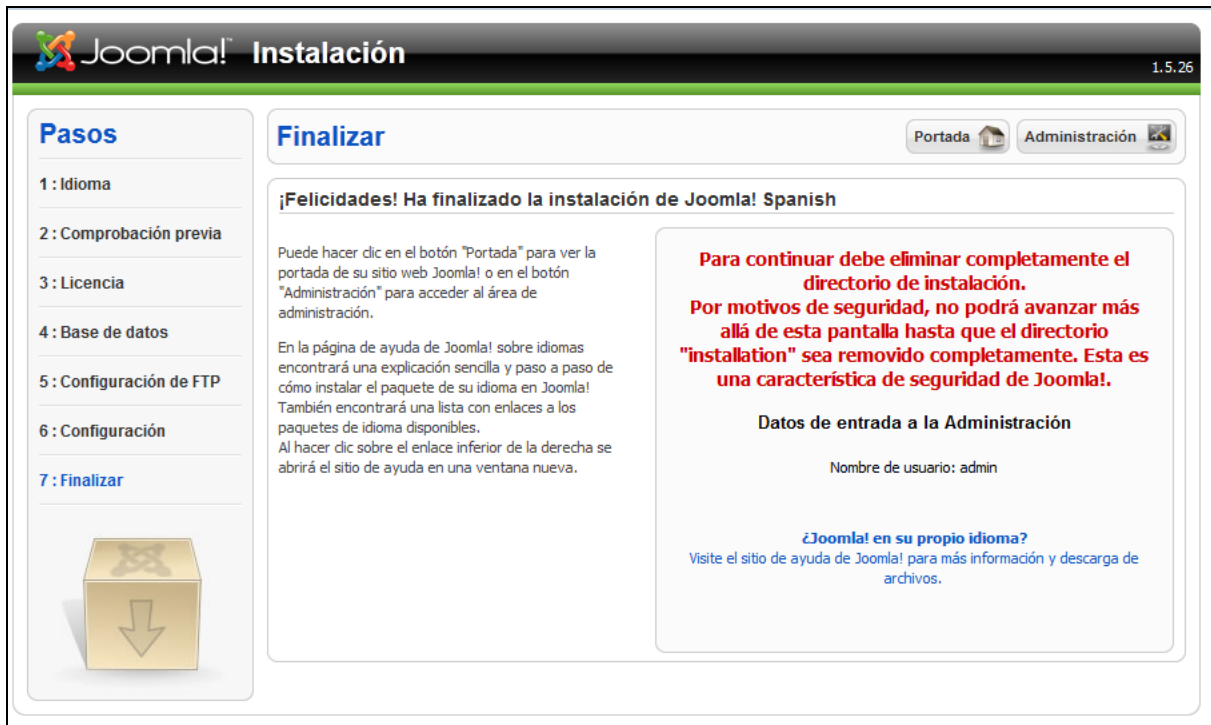 Joomla!™ Instalación
1.5.26
Pasos
1 : Idioma
2 : Comprobación previa
3 : Licencia
4 : Base de datos
5 : Configuración de FTP
6 : Configuración
7 : Finalizar
Finalizar
Portada
Administración
¡Felicidades! Ha finalizado la instalación de Joomla! Spanish
Puede hacer clic en el botón "Portada" para ver la
portada de su sitio web Joomla! o en el botón
"Administración" para acceder al área de
administración.
En la página de ayuda de Joomla! sobre idiomas
encontrará una explicación sencilla y paso a paso de
cómo instalar el paquete de su idioma en Joomla!
También encontrará una lista con enlaces a los
paquetes de idioma disponibles.
Al hacer clic sobre el enlace inferior de la derecha se
abrirá el sitio de ayuda en una ventana nueva.
Para continuar debe eliminar completamente el
directorio de instalación.
Por motivos de seguridad, no podrá avanzar más
allá de esta pantalla hasta que el directorio
"installation" sea removido completamente. Esta es
una característica de seguridad de Joomla!.
Datos de entrada a la Administración
Nombre de usuario: admin
¿Joomla! en su propio idioma?
Visite el sitio de ayuda de Joomla! para más información y descarga de
archivos.